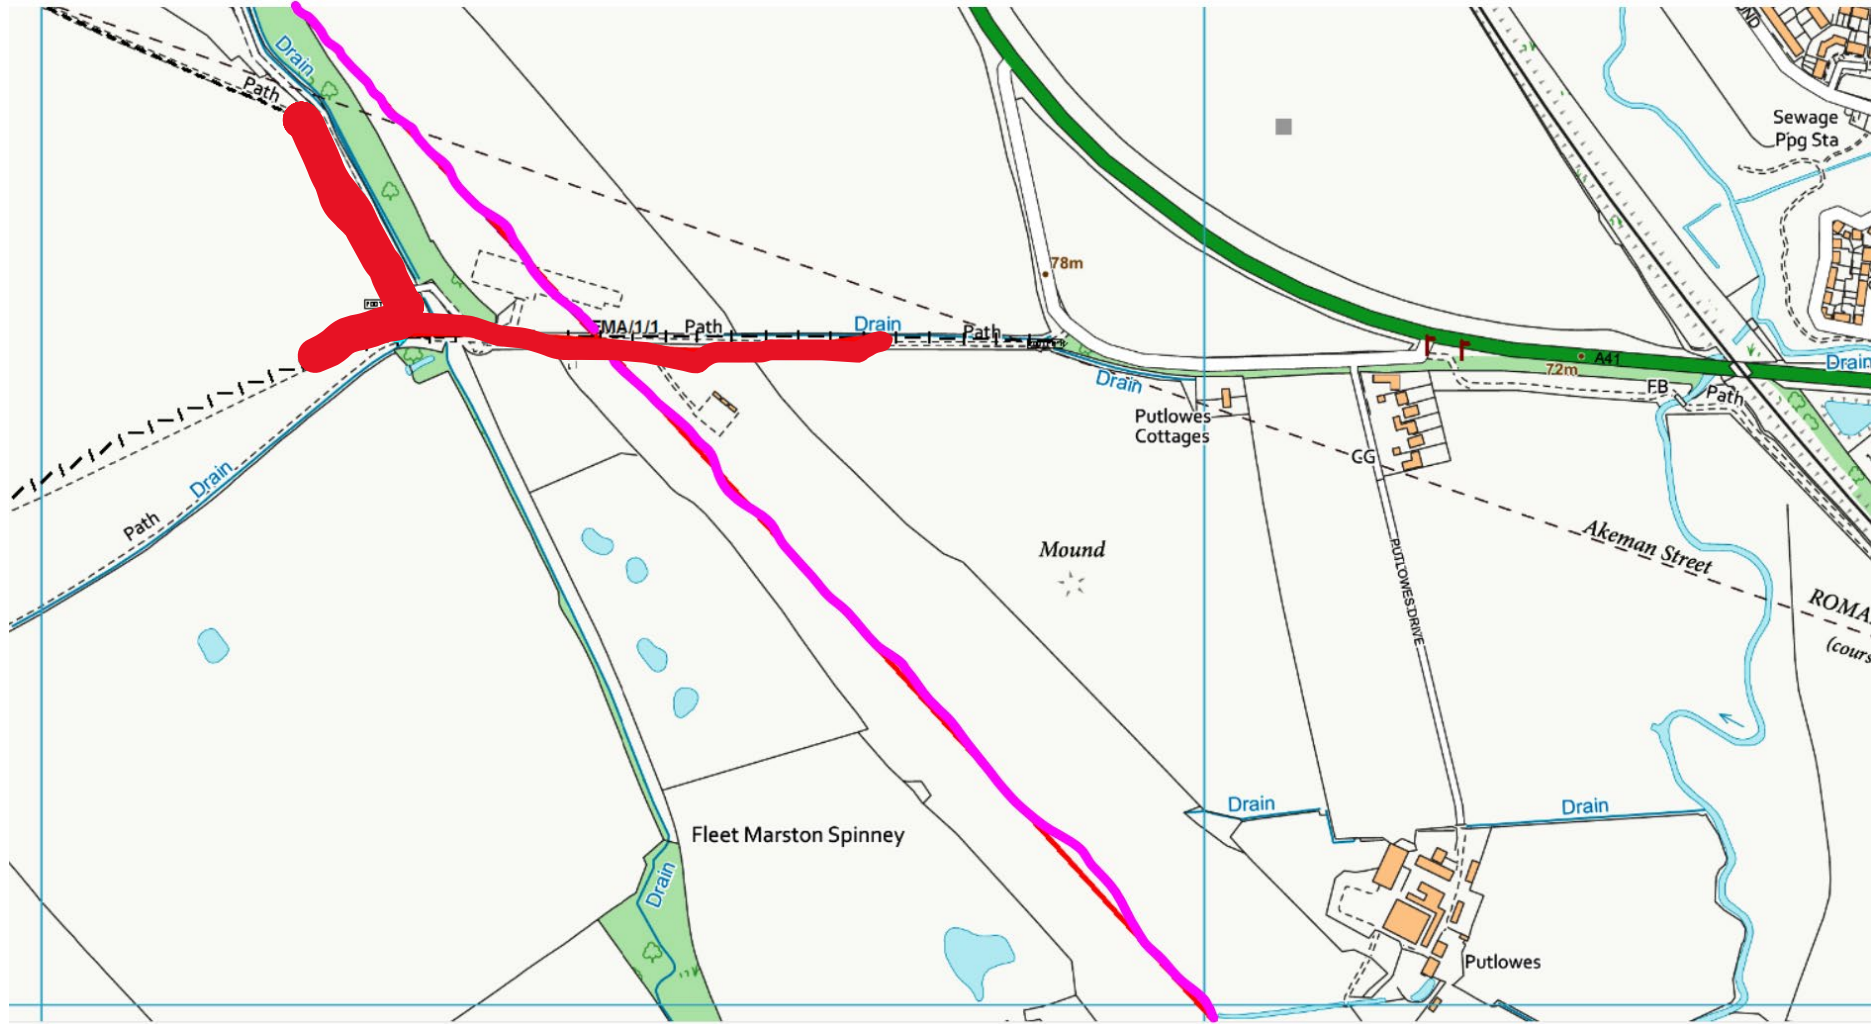 Drain
Path
Sewage
Ppg Sta
78m
FMA/1/1
Path
Drain
Path
Drain
A41
72m
FB
Path
Drain
Putlowes
Cottages
CG
Drain
Path
Mound
Akeman Street
PUTLOWES DRIVE
ROMA
(cours
Drain
Drain
Fleet Marston Spinney
Drain
Putlowes